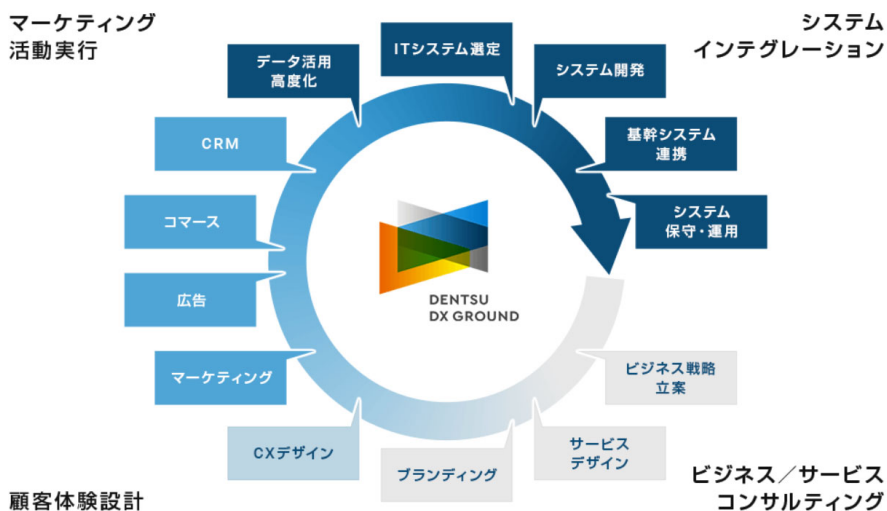 マーケティング
活動実行
システム
インテグレーション
データ活用
高度化
ITシステム選定
システム開発
CRM
基幹システム
連携
コマース
システム
保守・運用
広告
DENTSU
DX GROUND
マーケティング
ビジネス戦略
立案
CXデザイン
ブランディング
サービス
デザイン
顧客体験設計
ビジネス／サービス
コンサルティング